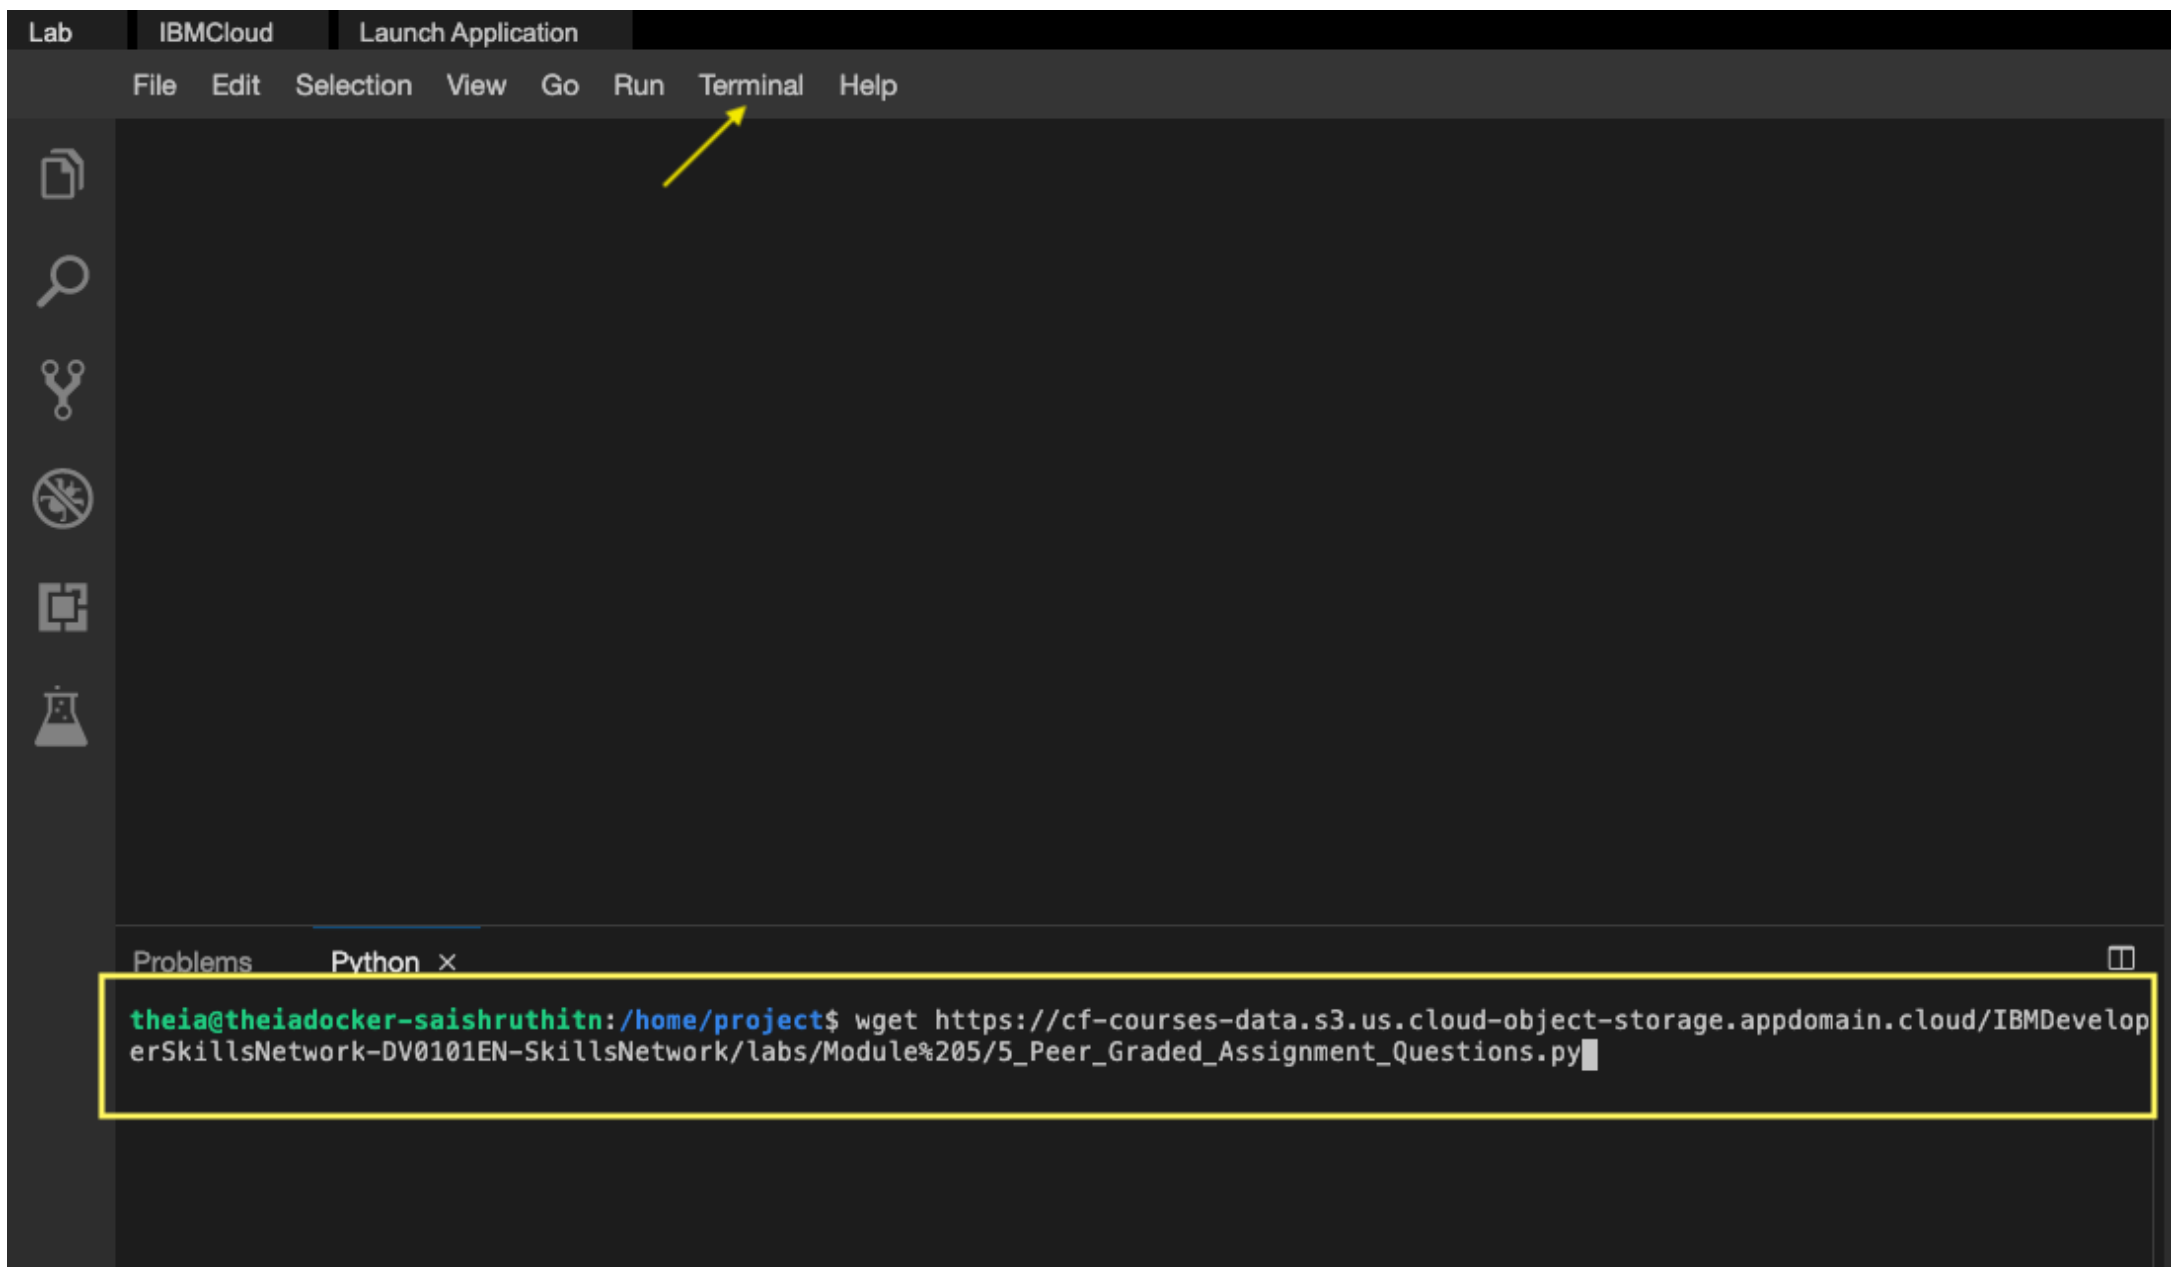 Lab IBMCloud Launch Application
File Edit Selection View Go Run Terminal Help
Problems Python ×
theia@theiadocker-saishruthitn:/home/project$ wget https://cf-courses-data.s3.us.cloud-object-storage.appdomain.cloud/IBMDevelop
erSkillsNetwork-DV0101EN-SkillsNetwork/labs/Module%205/5_Peer_Graded_Assignment_Questions.py